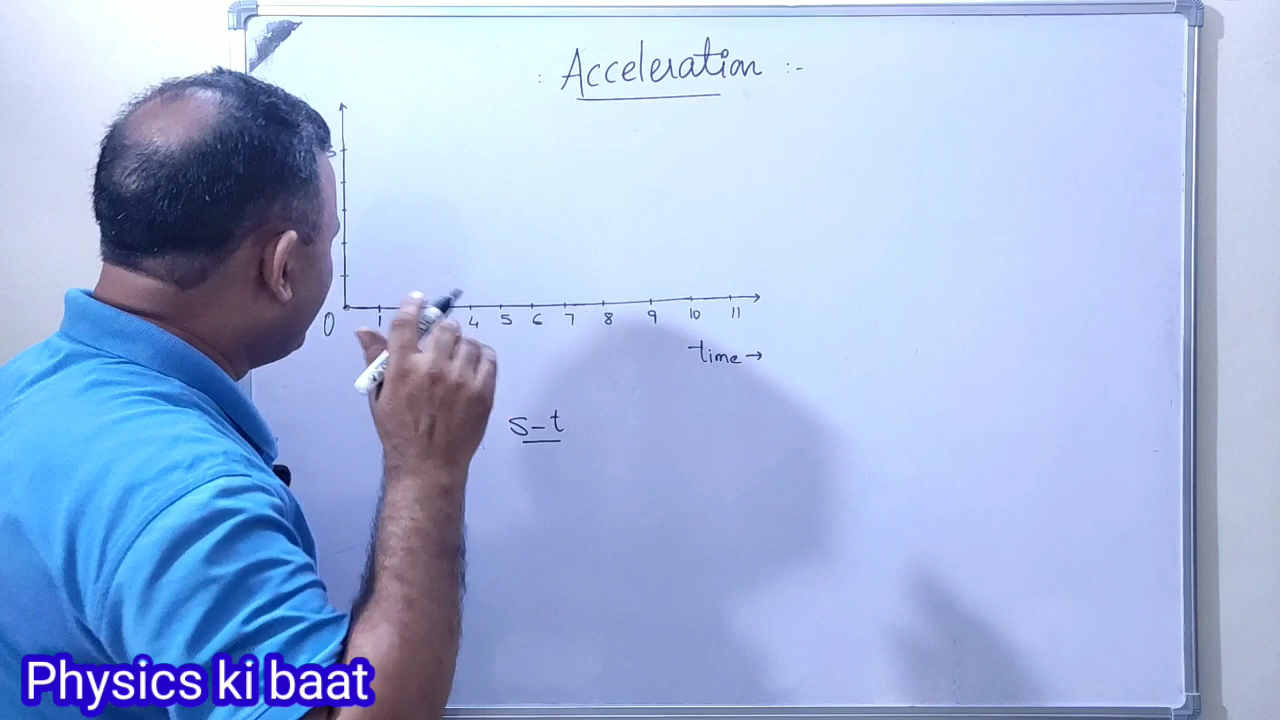 : Acceleration :-
0 1 4 5 6 7 8 9 10 11
time →
s-t
Physics ki baat